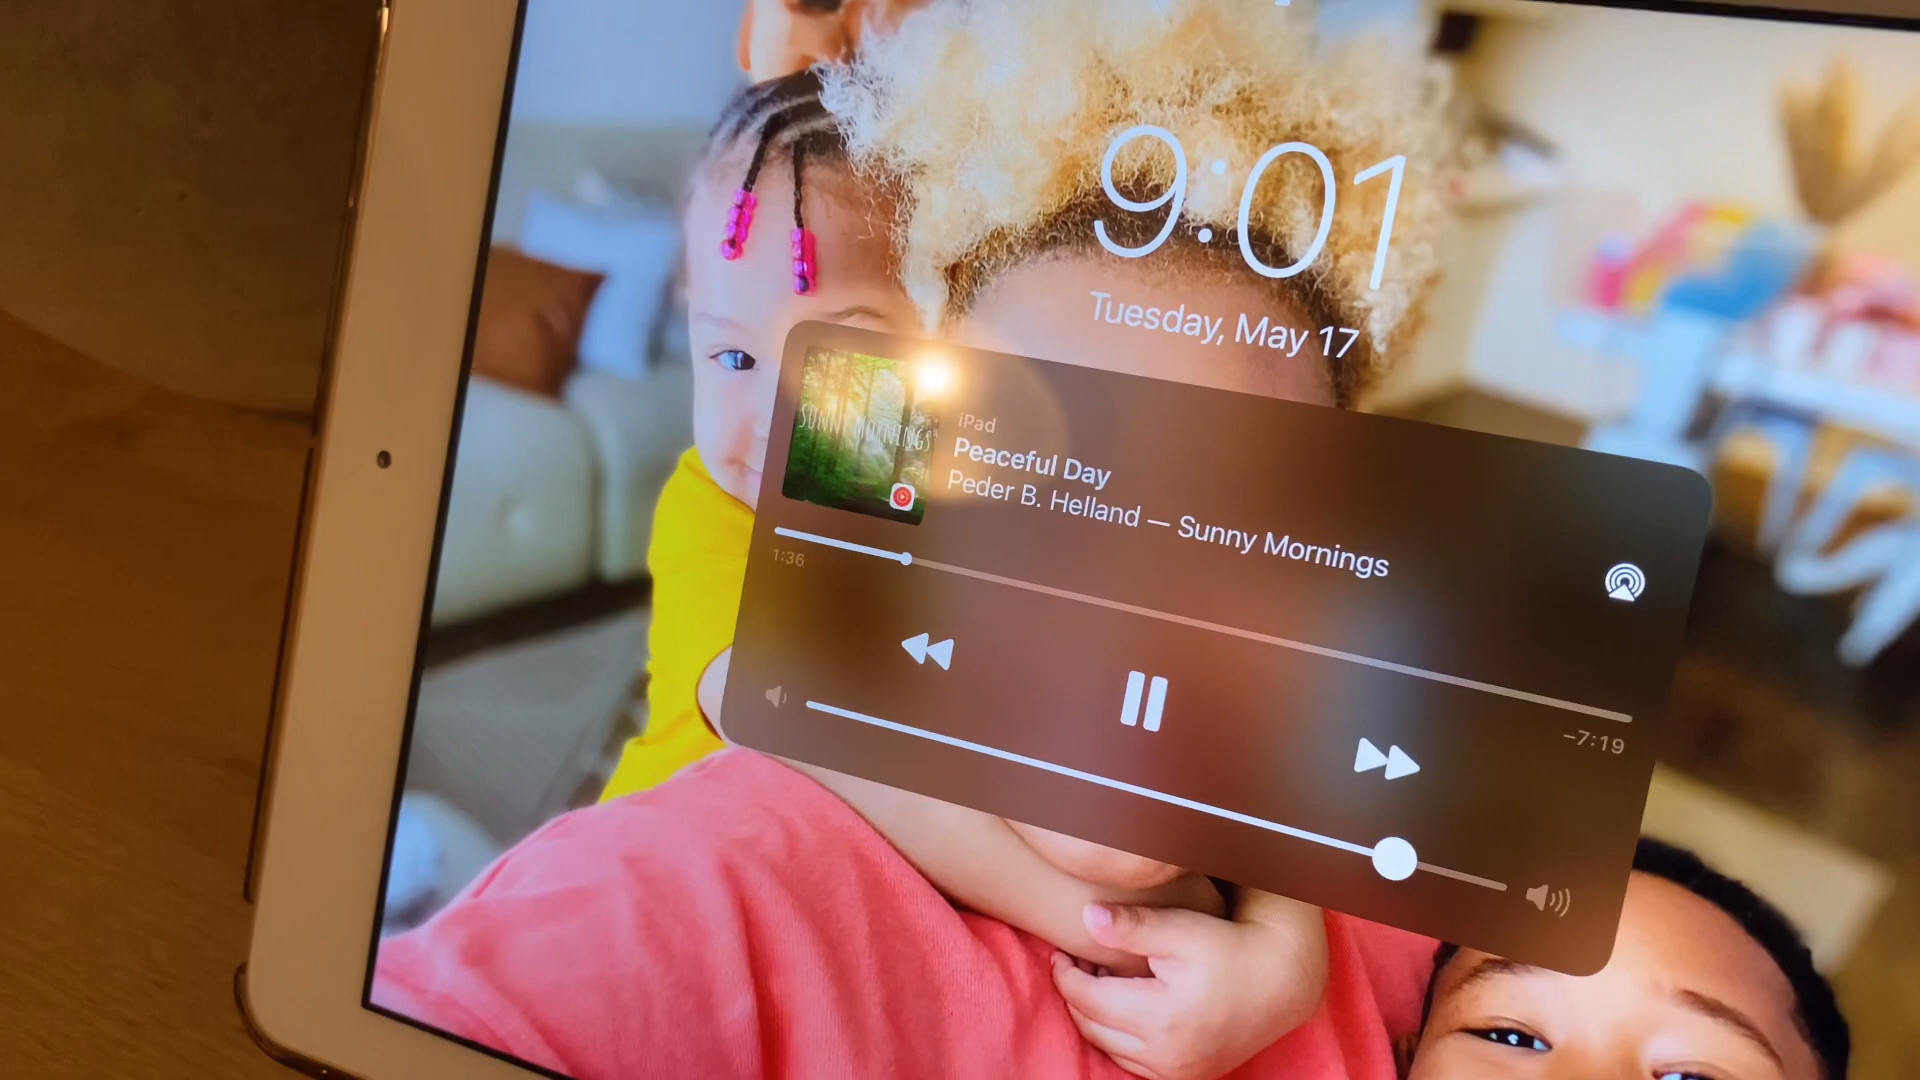 9:01
Tuesday, May 17
SUNNY MORNINGS
iPad
Peaceful Day
Peder B. Helland — Sunny Mornings
1:36
-7:19